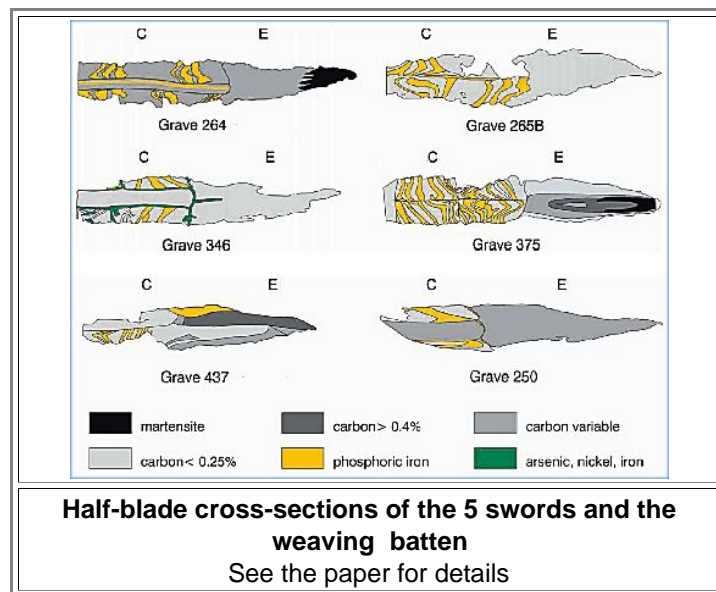 C E C E
Grave 264 Grave 265B
C E C E
Grave 346 Grave 375
C E C E
Grave 437 Grave 250
martensite carbon> 0.4% carbon variable
carbon< 0.25% phosphoric iron arsenic, nickel, iron
Half-blade cross-sections of the 5 swords and the
weaving batten
See the paper for details